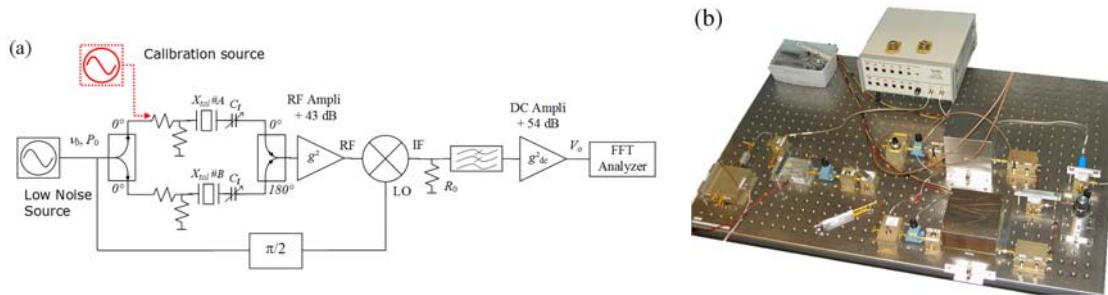 (a)
Calibration source
Xtal #A
Ct
0°
0°
RF Ampli
+ 43 dB
DC Ampli
+ 54 dB
ν0, P0
g²
RF
IF
LO
R0
g²dc
Vo
FFT
Analyzer
Low Noise
Source
0°
Xtal #B
Ct
180°
π/2
(b)